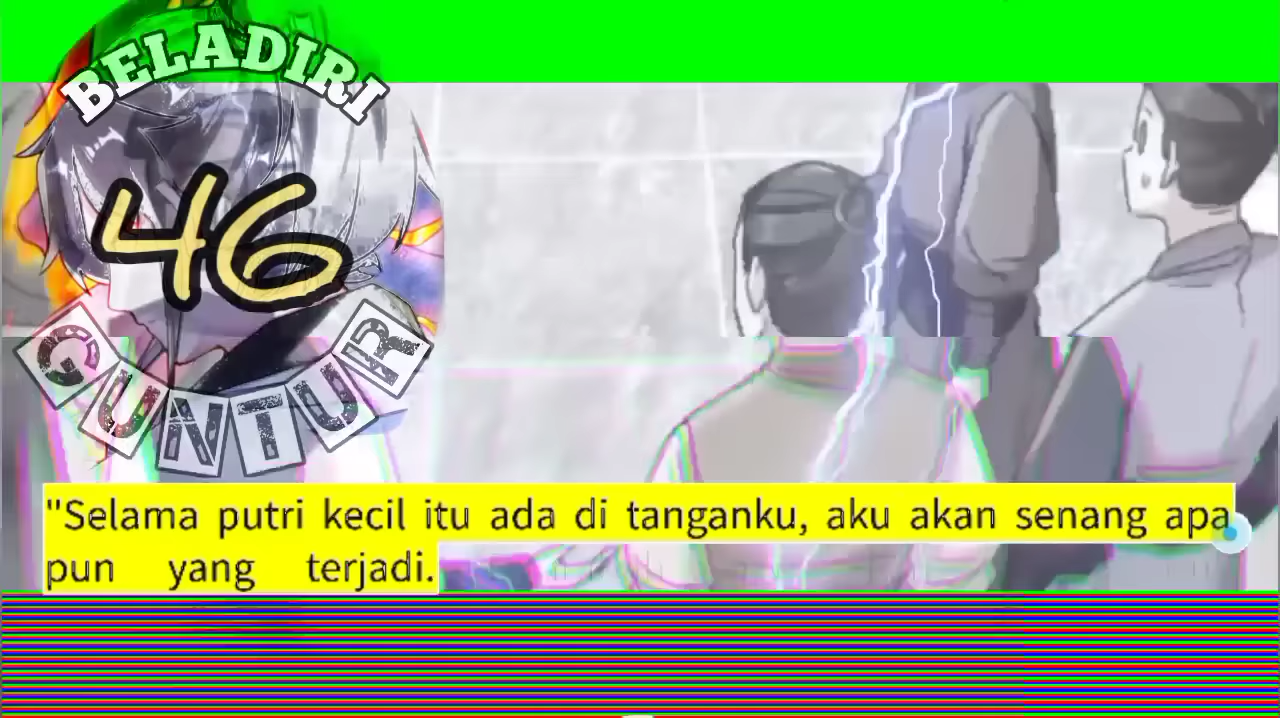 BELADIRI
46
GUNTUR
"Selama putri kecil itu ada di tanganku, aku akan senang apa
pun yang terjadi.